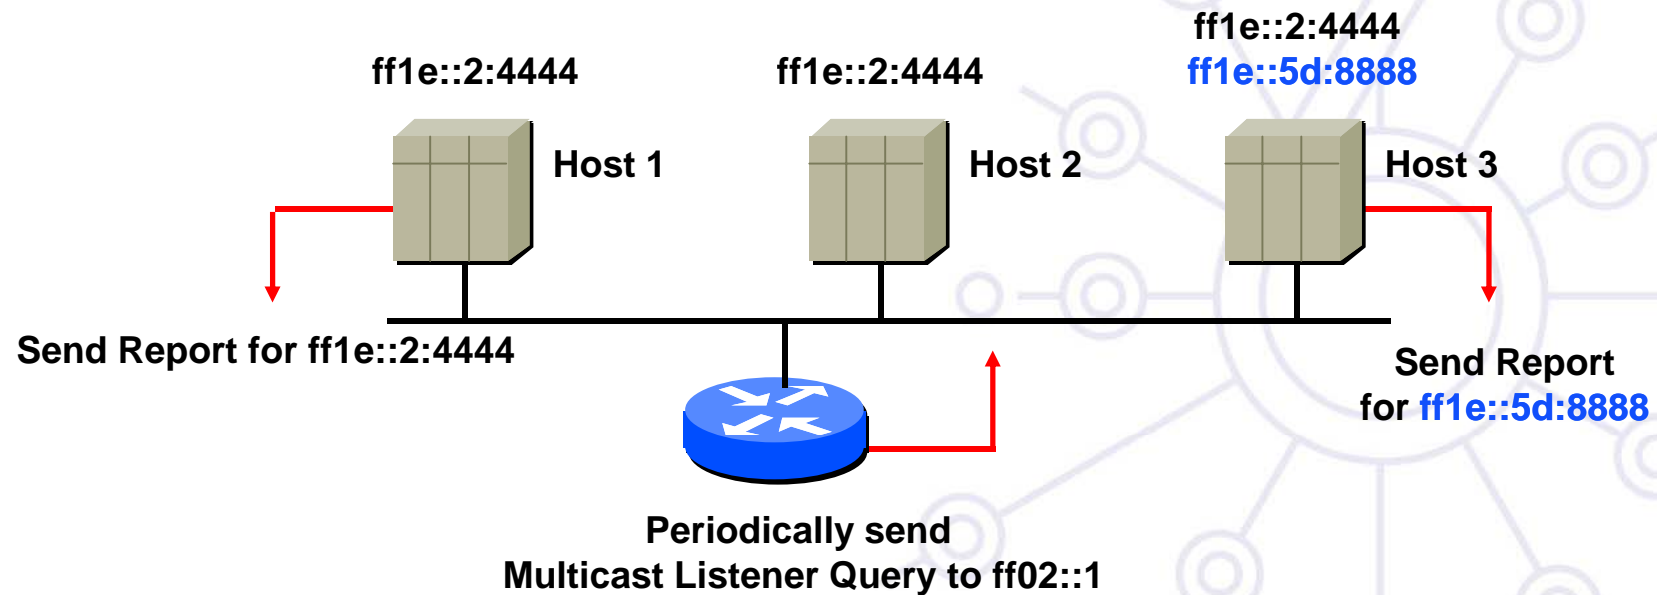 ff1e::2:4444
ff1e::2:4444
ff1e::2:4444
ff1e::5d:8888
Host 1
Host 2
Host 3
Send Report for ff1e::2:4444
Send Report
for ff1e::5d:8888
Periodically send
Multicast Listener Query to ff02::1